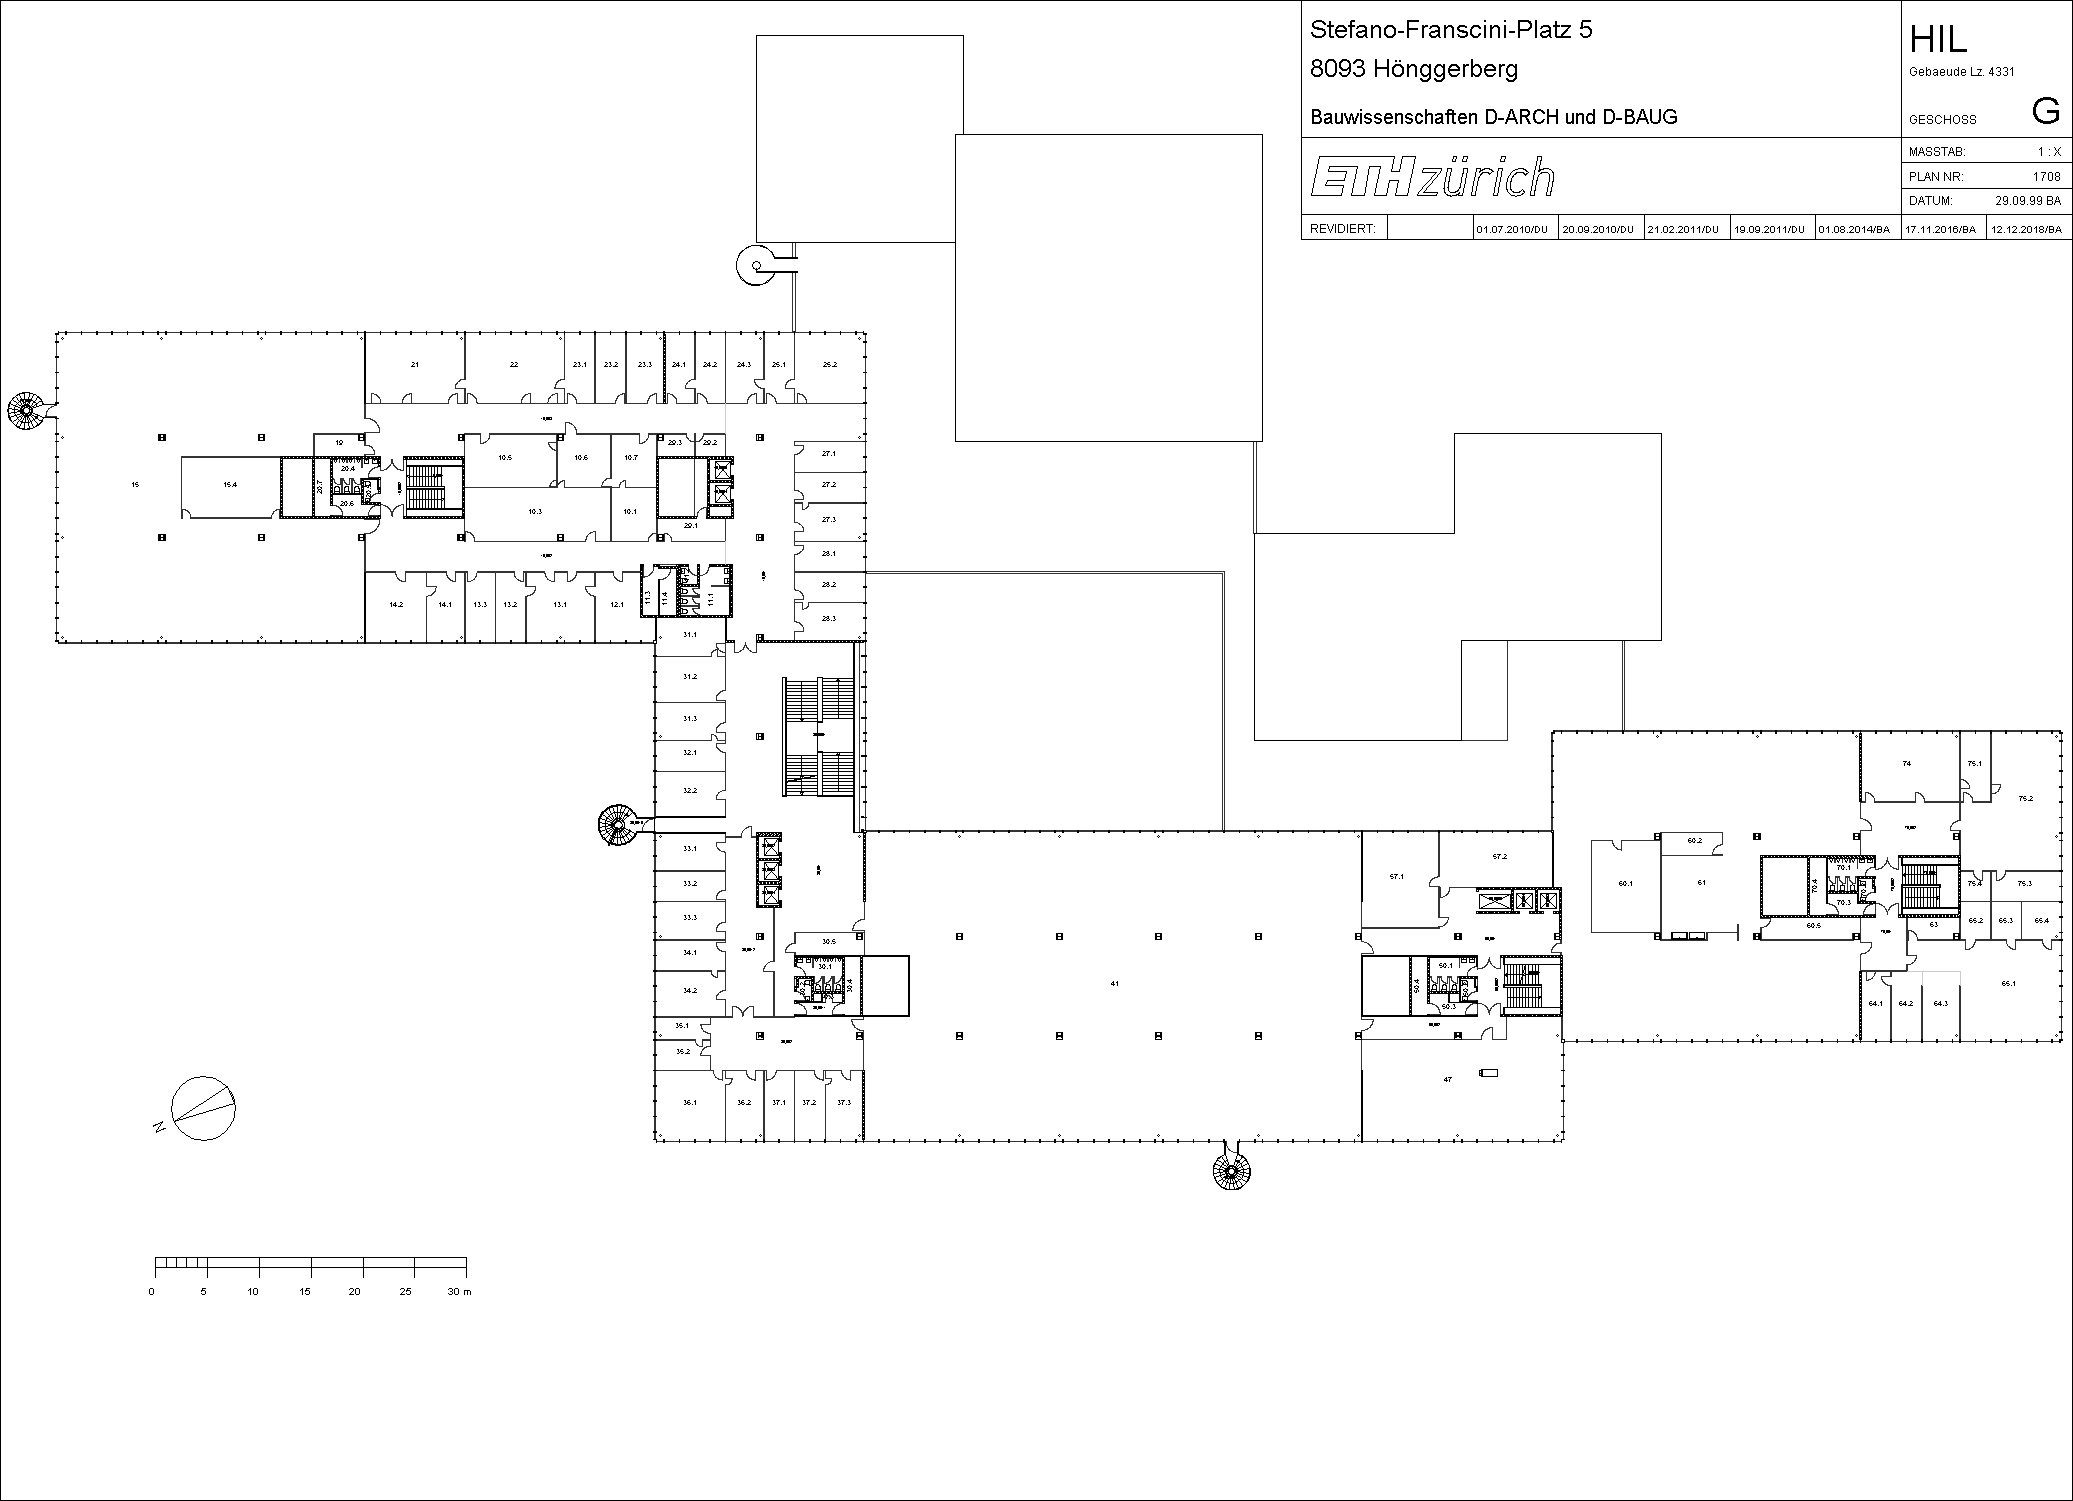 Stefano-Franscini-Platz 5
8093 Hönggerberg
Bauwissenschaften D-ARCH und D-BAUG
HIL
Gebaeude Lz. 4331
GESCHOSS G
ETH zürich
MASSTAB: 1 : X
PLAN NR: 1708
DATUM: 29.09.99 BA
REVIDIERT: 01.07.2010/DU 20.09.2010/DU 21.02.2011/DU 19.09.2011/DU 01.08.2014/BA 17.11.2016/BA 12.12.2018/BA
21 22 23.1 23.2 23.3 24.1 24.2 24.3 25.1 25.2
19 29.3 29.2
10.5 10.6 10.7 27.1
20.4
15 15.4 20.7 27.2
20.6
10.3 10.1 27.3
29.1
28.1
28.2
14.2 14.1 13.3 13.2 13.1 12.1 11.3 11.4 11.1
28.3
31.1
31.2
31.3
32.1
32.2
33.1
33.2
33.3
34.1
34.2
35.1
35.2
36.1 36.2 37.1 37.2 37.3
30.5
30.1
30.2 30.4
41
57.1 57.2
50.1
50.4
50.3
47
74 75.1
75.2
60.2
60.1 61
70.1
70.4
70.3
75.4 75.3
60.5 63 65.2 65.3 65.4
65.1
64.1 64.2 64.3
N
0 5 10 15 20 25 30 m